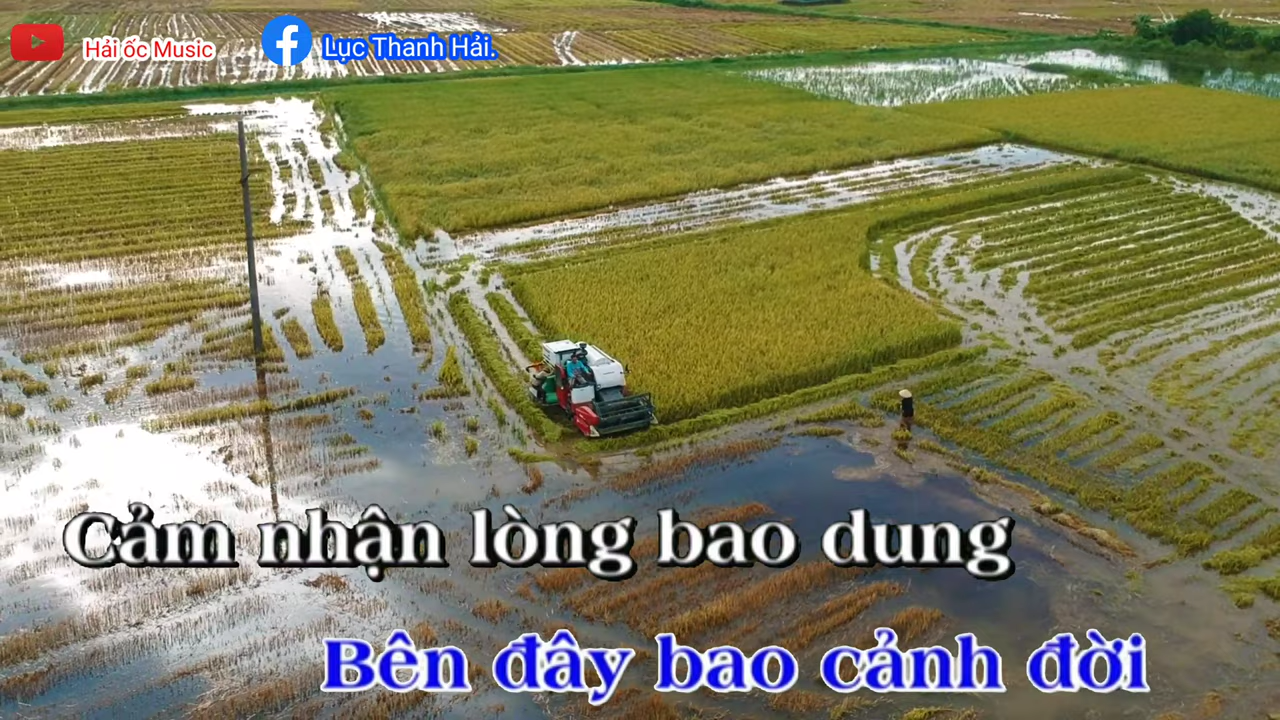 Hải ốc Music
Lục Thanh Hải.
Cảm nhận lòng bao dung
Bên đây bao cảnh đời